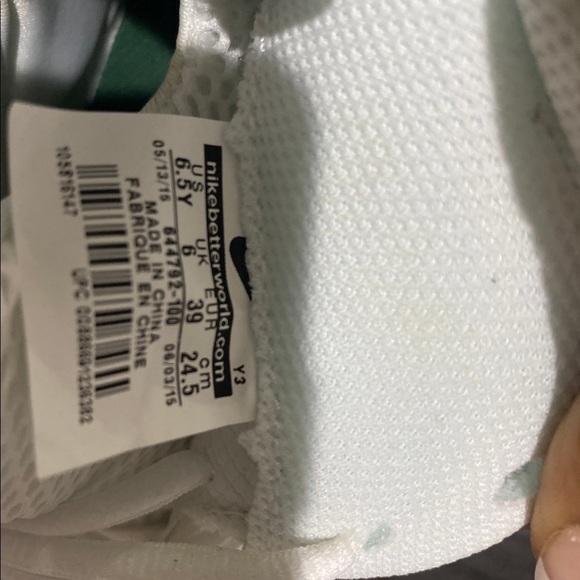 Y3
nikebetterworld.com
US UK EUR cm
6.5Y 6 39 24.5
05/13/15 644792-100 06/03/15
MADE IN CHINA
FABRIQUE EN CHINE
105816147